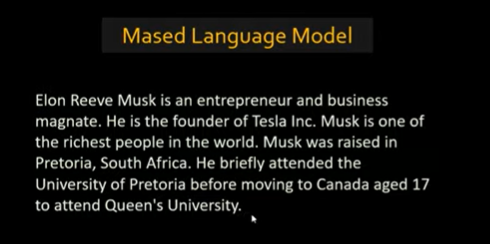 Mased Language Model
Elon Reeve Musk is an entrepreneur and business
magnate. He is the founder of Tesla Inc. Musk is one of
the richest people in the world. Musk was raised in
Pretoria, South Africa. He briefly attended the
University of Pretoria before moving to Canada aged 17
to attend Queen's University.